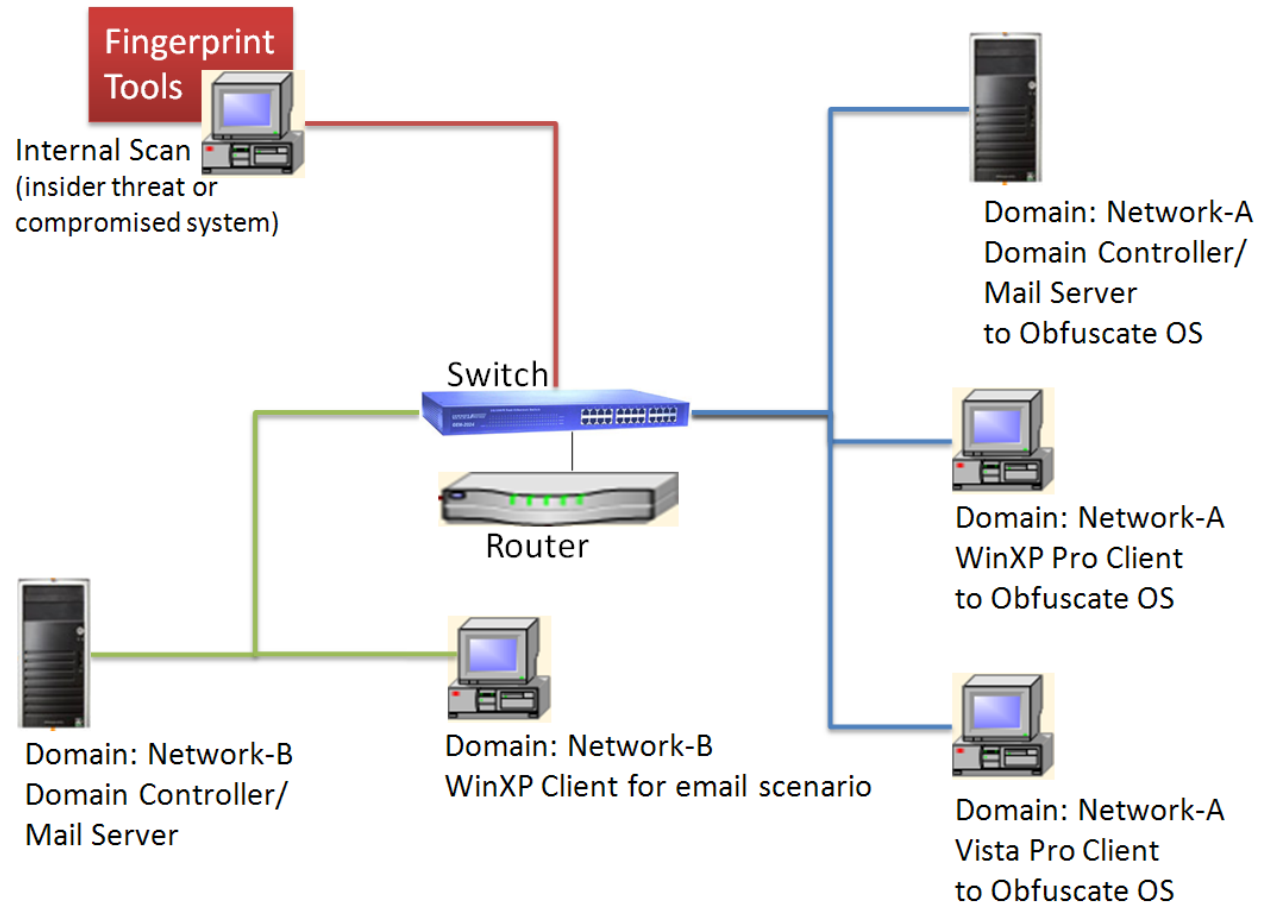 Fingerprint
Tools
Internal Scan
(insider threat or
compromised system)
Domain: Network-A
Domain Controller/
Mail Server
to Obfuscate OS
Switch
Router
Domain: Network-A
WinXP Pro Client
to Obfuscate OS
Domain: Network-B
Domain Controller/
Mail Server
Domain: Network-B
WinXP Client for email scenario
Domain: Network-A
Vista Pro Client
to Obfuscate OS